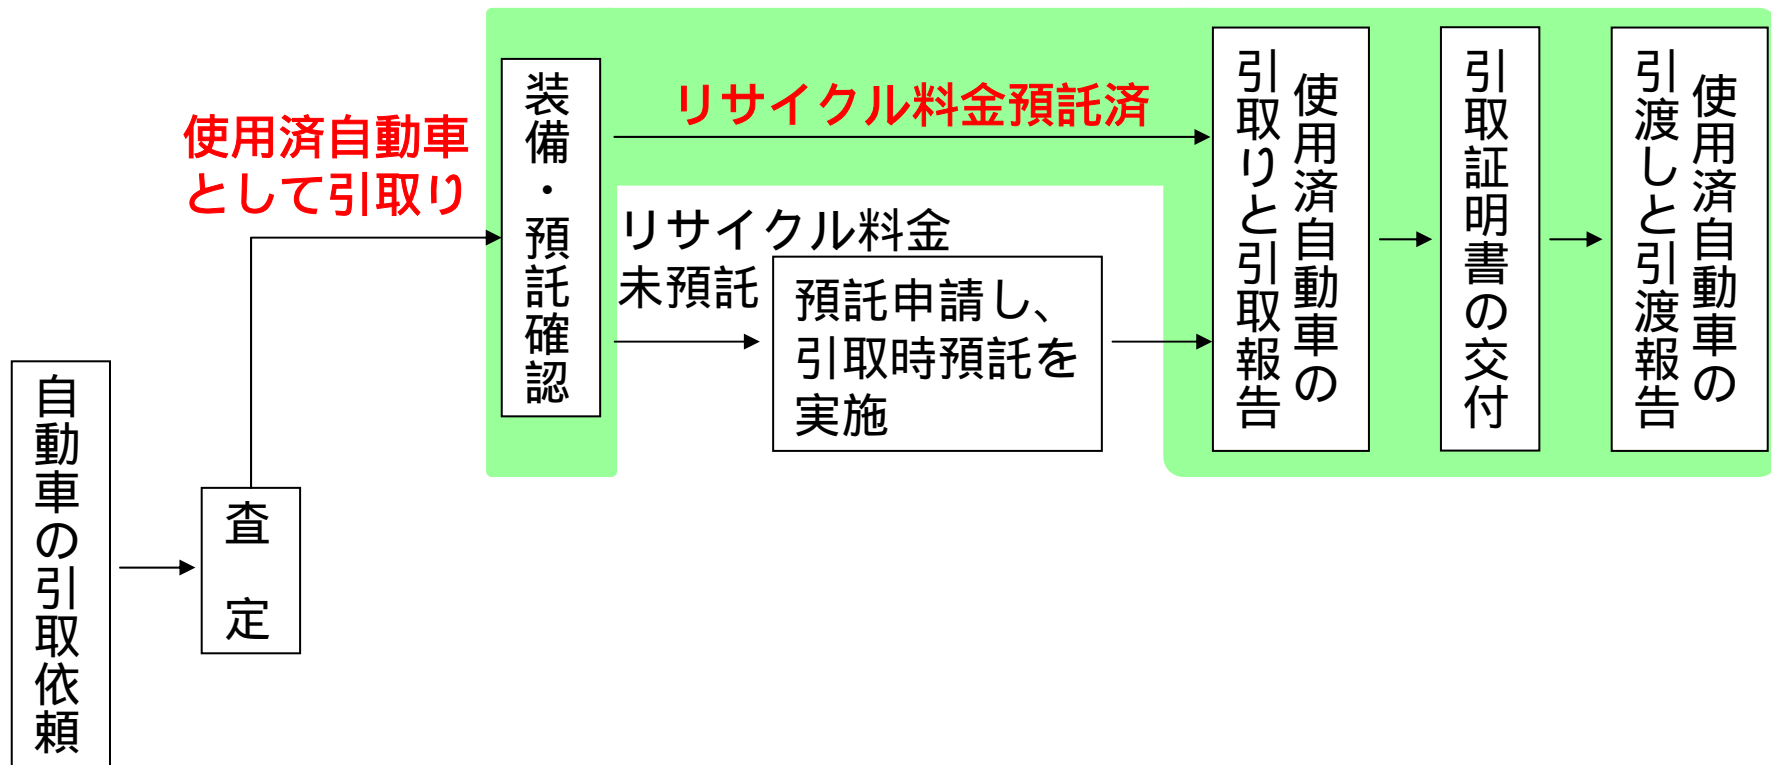 自動車の引取依頼
査定
使用済自動車
として引取り
装備・預託確認
リサイクル料金預託済
リサイクル料金
未預託
預託申請し、
引取時預託を
実施
使用済自動車の
引取りと引取報告
引取証明書の交付
使用済自動車の
引渡しと引渡報告